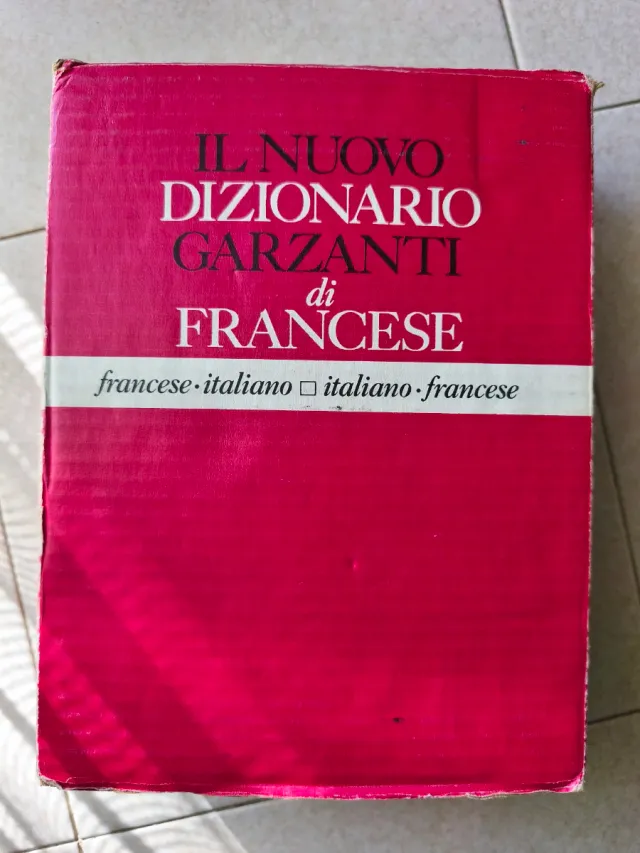 IL NUOVO
DIZIONARIO
GARZANTI
di
FRANCESE
francese · italiano □ italiano · francese